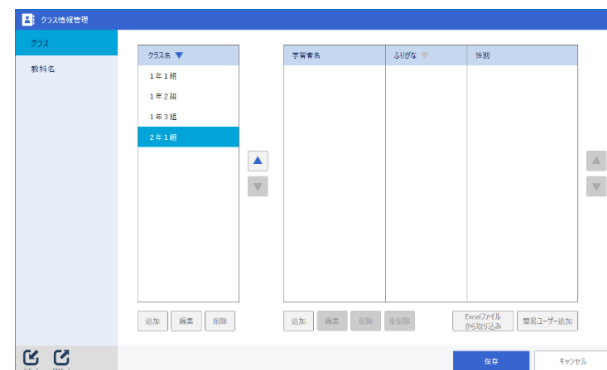 クラス情報管理
クラス
教科名
クラス名 ▼
1年1組
1年2組
1年3組
2年1組
学習者名
ふりがな ▼
性別
追加
編集
削除
追加
編集
削除
全削除
Excelファイル
から取り込み
簡易ユーザー追加
保存
キャンセル